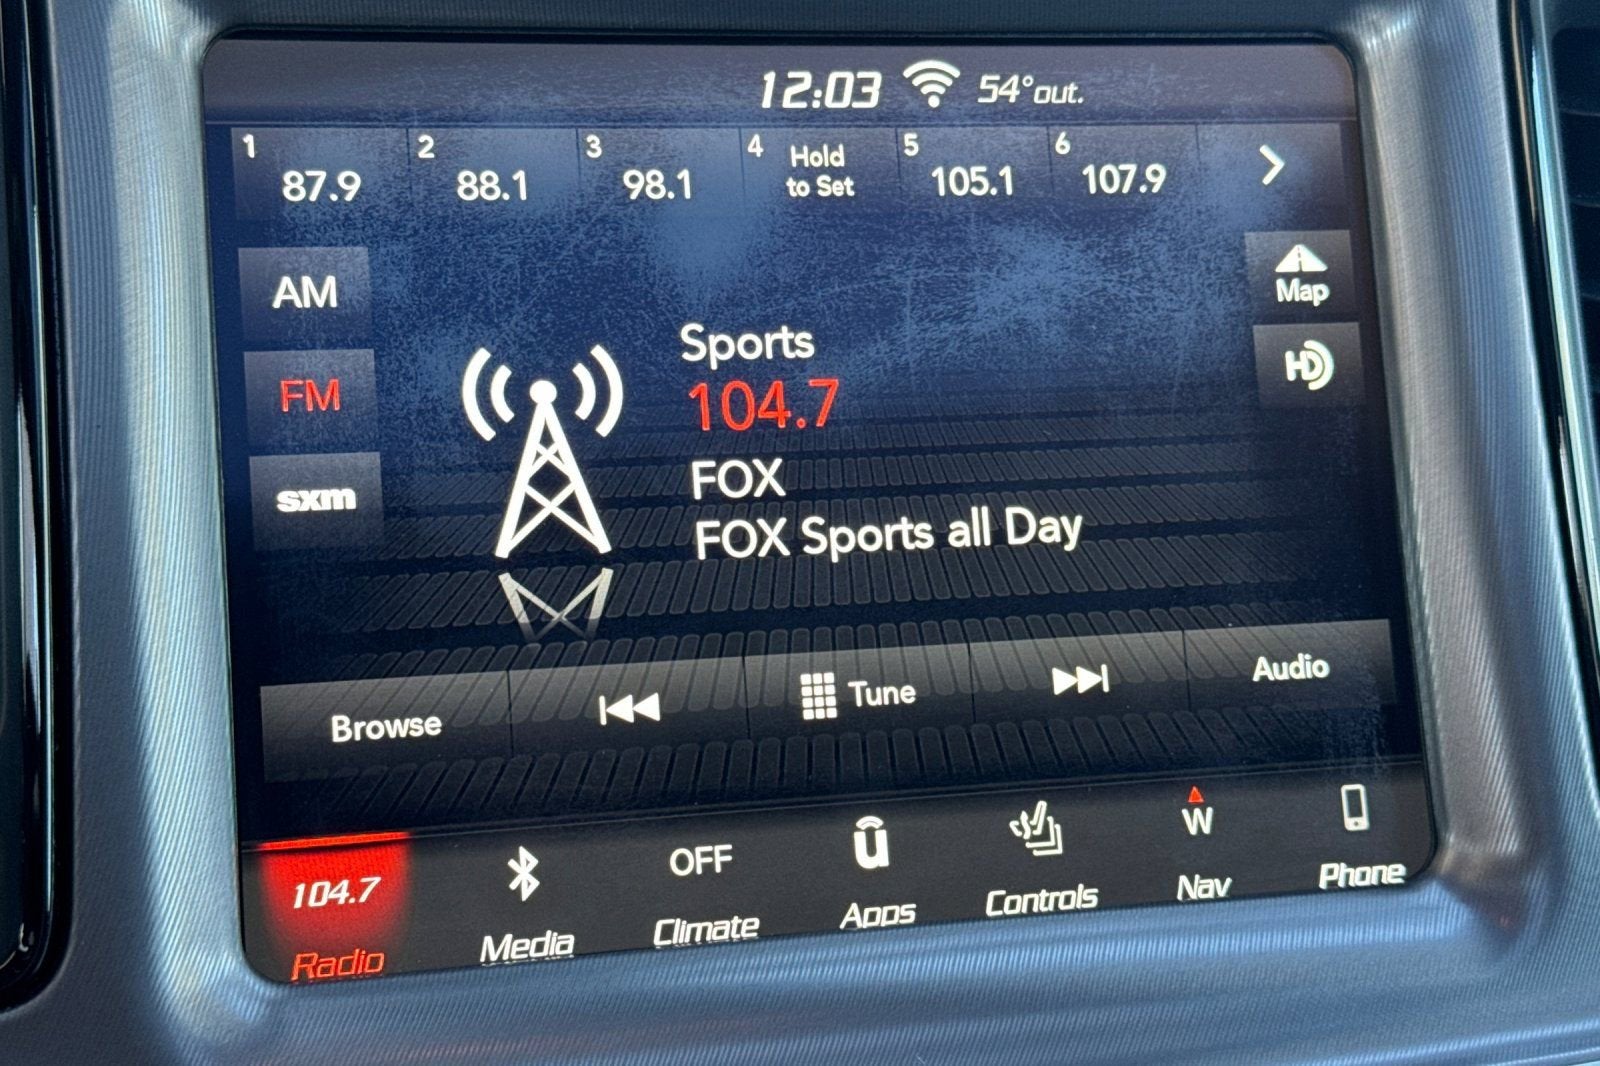 12:03 54°out.
1 2 3 4 Hold 5 6
87.9 88.1 98.1 to Set 105.1 107.9
AM
Map
Sports
HD
FM
104.7
FOX
sxm
FOX Sports all Day
Browse Tune Audio
104.7 OFF u W
Radio Media Climate Apps Controls Nav Phone